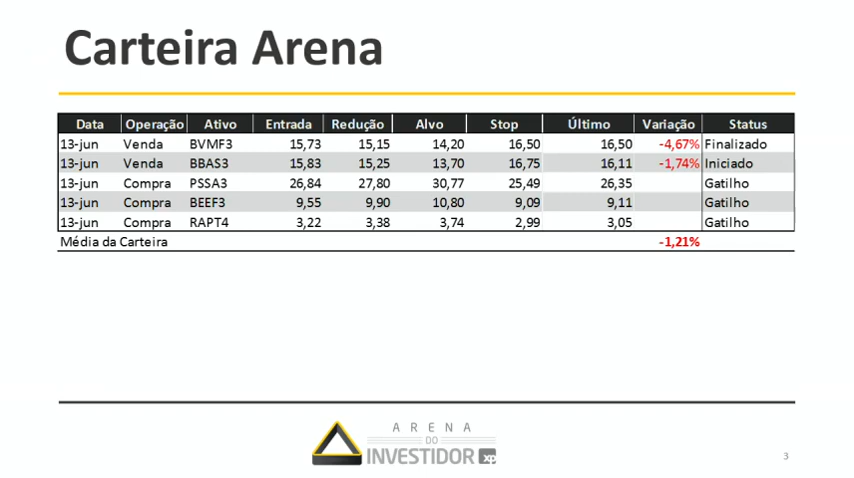 Carteira Arena
Data Operação Ativo Entrada Redução Alvo Stop Último Variação Status
13-jun Venda BVMF3 15,73 15,15 14,20 16,50 16,50 -4,67% Finalizado
13-jun Venda BBAS3 15,83 15,25 13,70 16,75 16,11 -1,74% Iniciado
13-jun Compra PSSA3 26,84 27,80 30,77 25,49 26,35 Gatilho
13-jun Compra BEEF3 9,55 9,90 10,80 9,09 9,11 Gatilho
13-jun Compra RAPT4 3,22 3,38 3,74 2,99 3,05 Gatilho
Média da Carteira -1,21%
ARENA
DO
INVESTIDOR xp
3